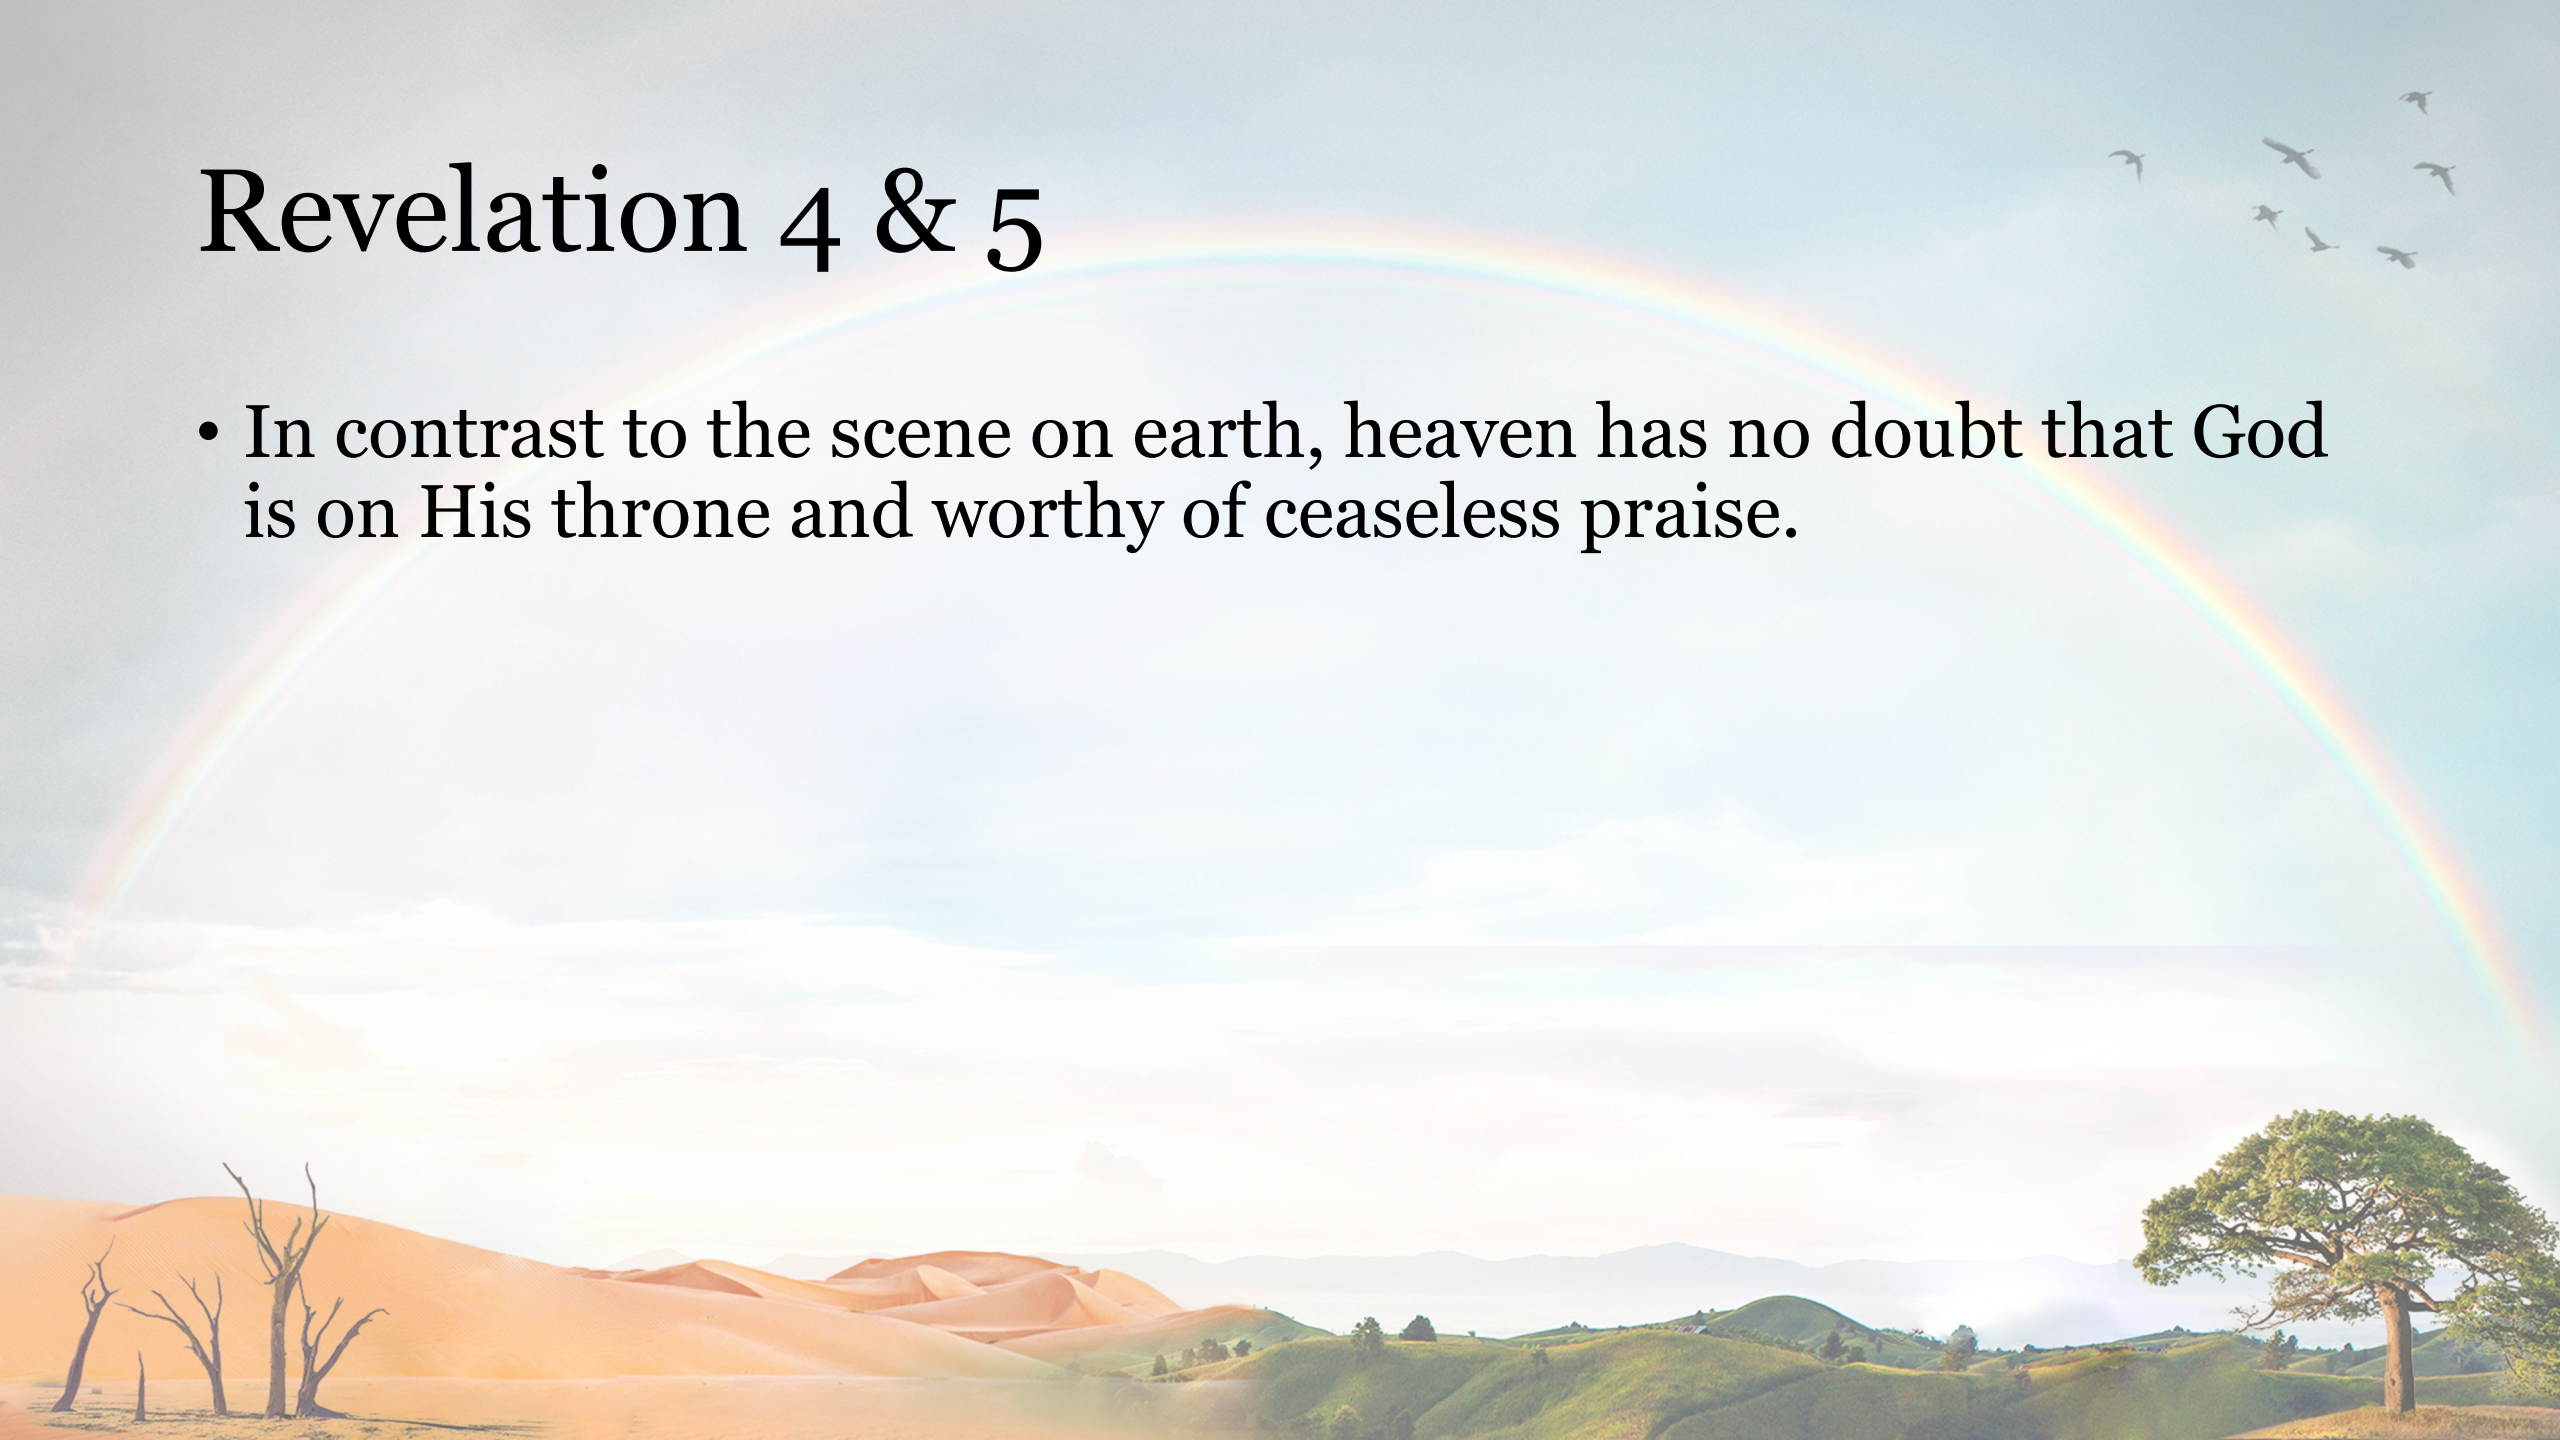 Revelation 4 & 5
• In contrast to the scene on earth, heaven has no doubt that God
is on His throne and worthy of ceaseless praise.